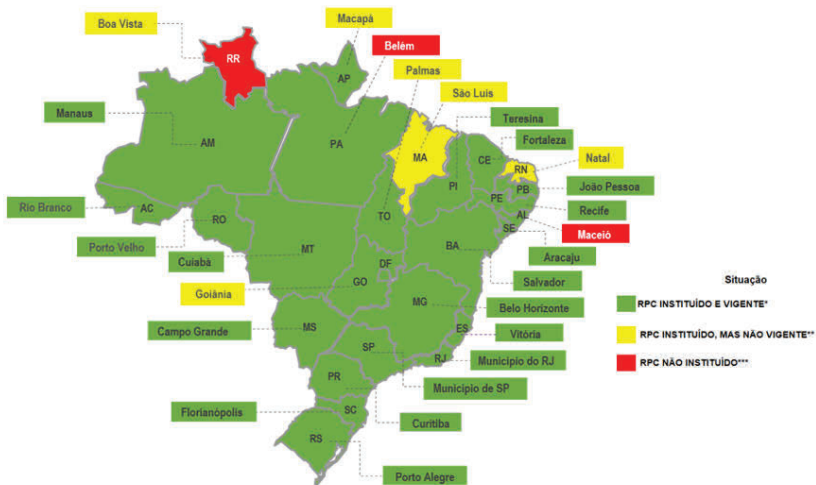 Macapá
Boa Vista
Belém
RR
Palmas
AP
São Luís
Manaus
Teresina
Fortaleza
AM
PA
MA
CE
RN
Natal
PI
PB
João Pessoa
PE
Rio Branco
AC
RO
TO
AL
Recife
SE
Maceió
Porto Velho
MT
BA
Cuiabà
DF
Aracaju
Salvador
Goiânia
GO
MG
Belo Horizonte
Campo Grande
MS
ES
Vitória
SP
RJ
Municipio do RJ
PR
Municipio de SP
Florianópolis
SC
Curitiba
RS
Porto Alegre
Situação
RPC INSTITUÍDO E VIGENTE*
RPC INSTITUÍDO, MAS NÃO VIGENTE**
RPC NÃO INSTITUÍDO***